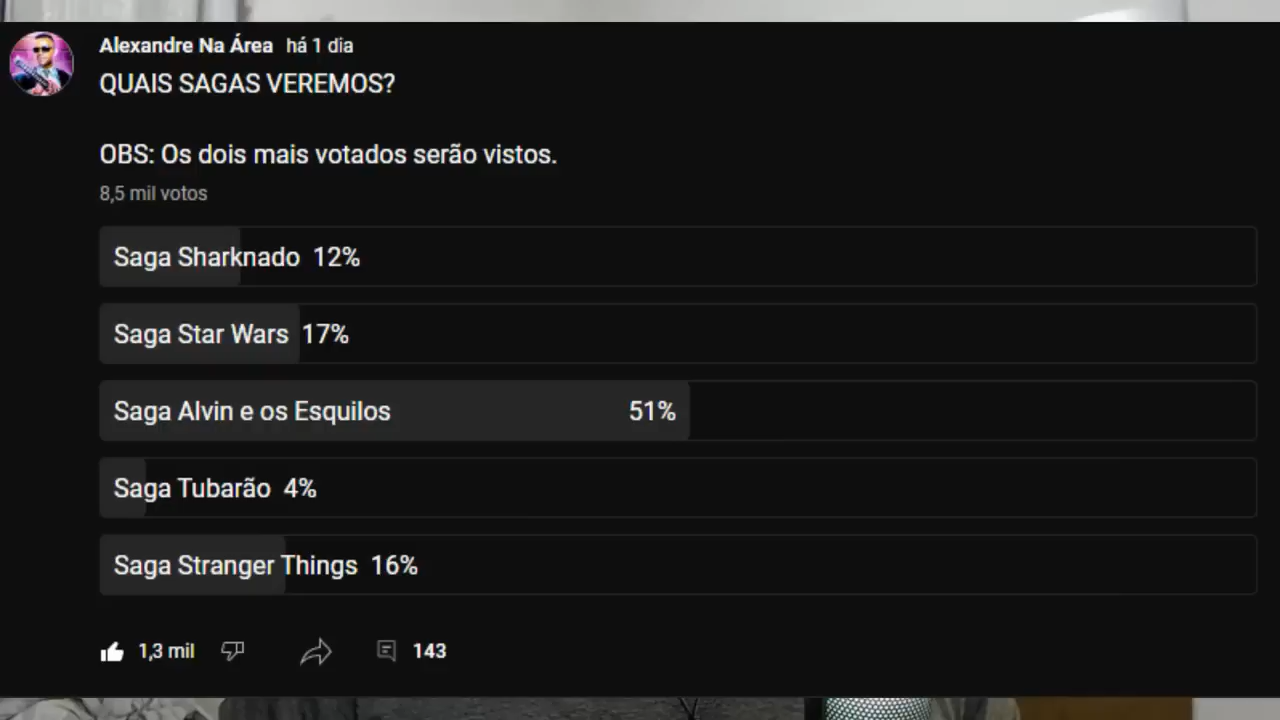 Alexandre Na Área há 1 dia
QUAIS SAGAS VEREMOS?
OBS: Os dois mais votados serão vistos.
8,5 mil votos
Saga Sharknado 12%
Saga Star Wars 17%
Saga Alvin e os Esquilos 51%
Saga Tubarão 4%
Saga Stranger Things 16%
1,3 mil 143